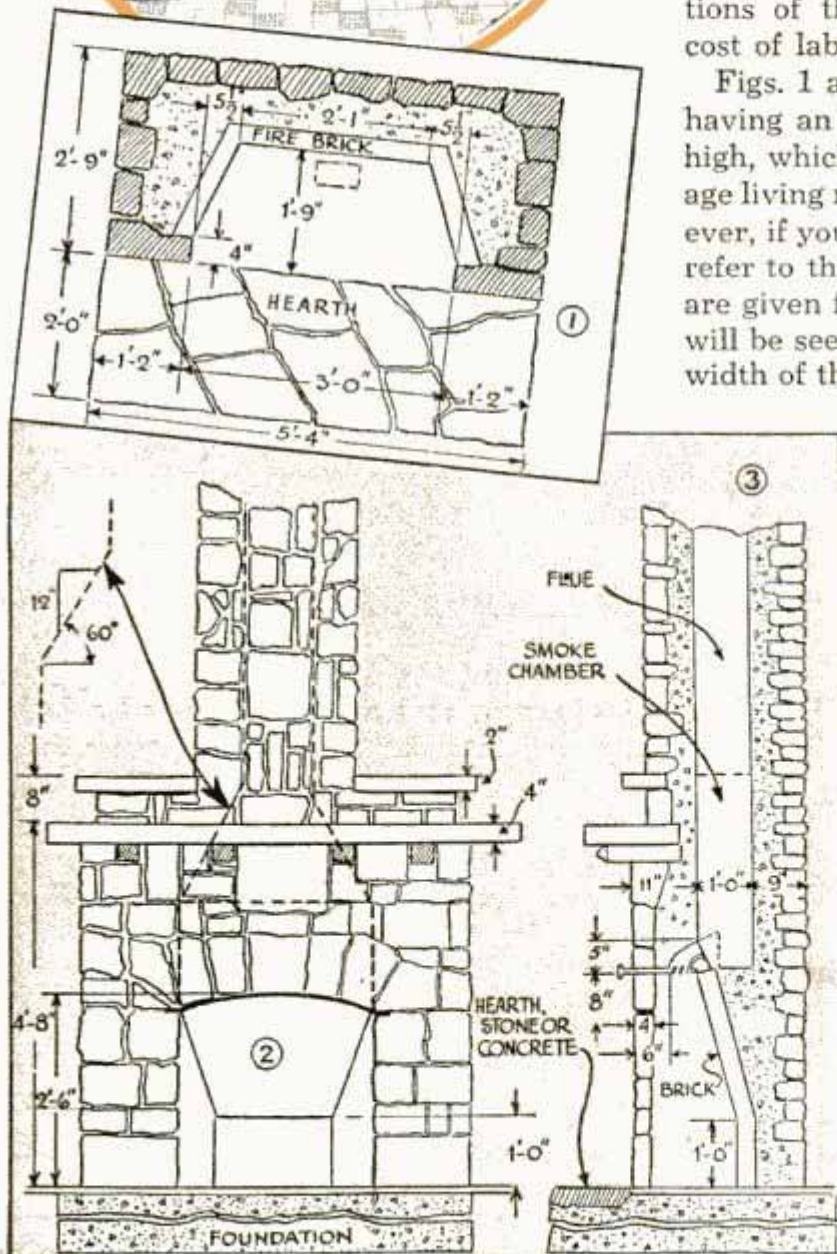 tions of th
cost of lab
Figs. 1 a
having an
high, which
age living r
ever, if you
refer to th
are given i
will be see
width of th
5½"
2'-1"
5½"
FIRE BRICK
2'-9"
1'-9"
4"
HEARTH
1
2'-0"
1'-2"
3'-0"
1'-2"
5'-4"
3
FLUE
12"
60°
SMOKE
CHAMBER
2"
8"
4"
11"
1'-0"
9"
5"
8"
HEARTH,
STONE OR
CONCRETE
4"
6"
4'-8"
2
2'-6"
BRICK
1'-0"
1'-0"
FOUNDATION